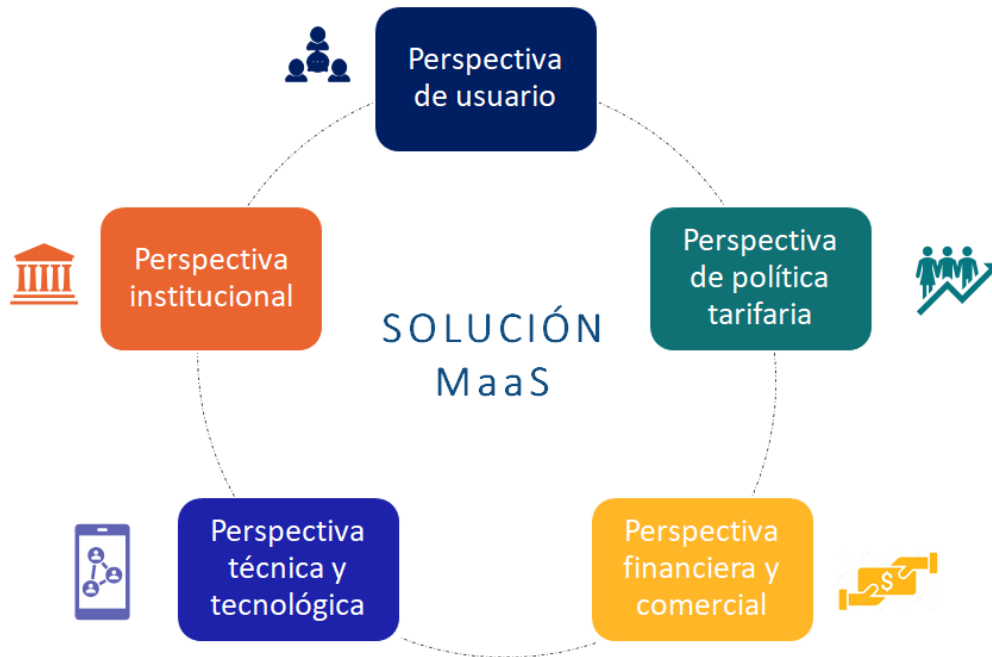 Perspectiva
de usuario
Perspectiva
institucional
Perspectiva
de política
tarifaria
SOLUCIÓN
MaaS
Perspectiva
técnica y
tecnológica
Perspectiva
financiera y
comercial
$